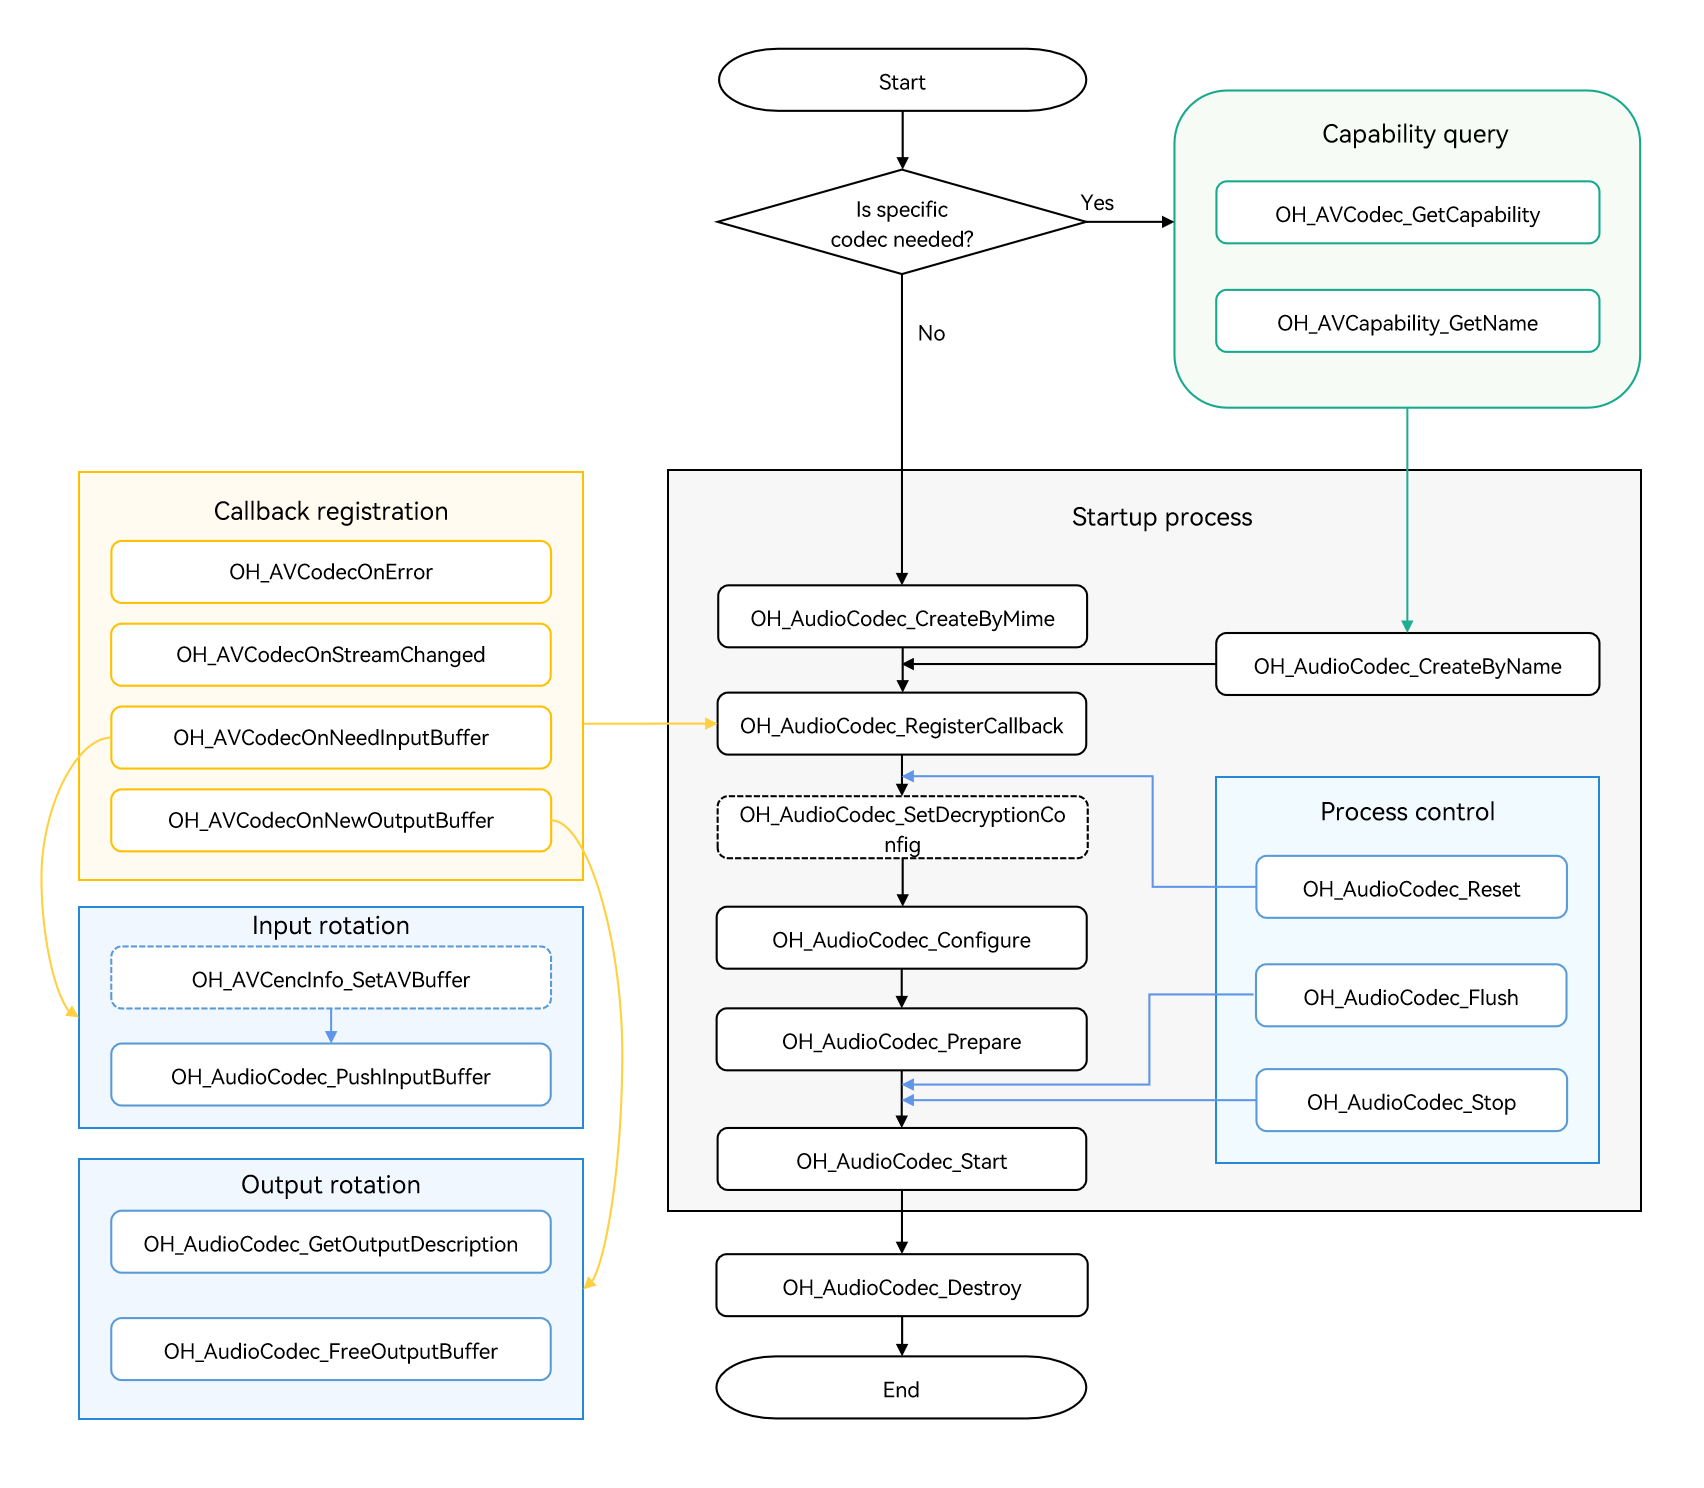 Start
Is specific
codec needed?
Yes
No
Capability query
OH_AVCodec_GetCapability
OH_AVCapability_GetName
Callback registration
OH_AVCodecOnError
OH_AVCodecOnStreamChanged
OH_AVCodecOnNeedInputBuffer
OH_AVCodecOnNewOutputBuffer
Input rotation
OH_AVCencInfo_SetAVBuffer
OH_AudioCodec_PushInputBuffer
Output rotation
OH_AudioCodec_GetOutputDescription
OH_AudioCodec_FreeOutputBuffer
Startup process
OH_AudioCodec_CreateByMime
OH_AudioCodec_CreateByName
OH_AudioCodec_RegisterCallback
OH_AudioCodec_SetDecryptionCo
nfig
OH_AudioCodec_Configure
OH_AudioCodec_Prepare
OH_AudioCodec_Start
Process control
OH_AudioCodec_Reset
OH_AudioCodec_Flush
OH_AudioCodec_Stop
OH_AudioCodec_Destroy
End